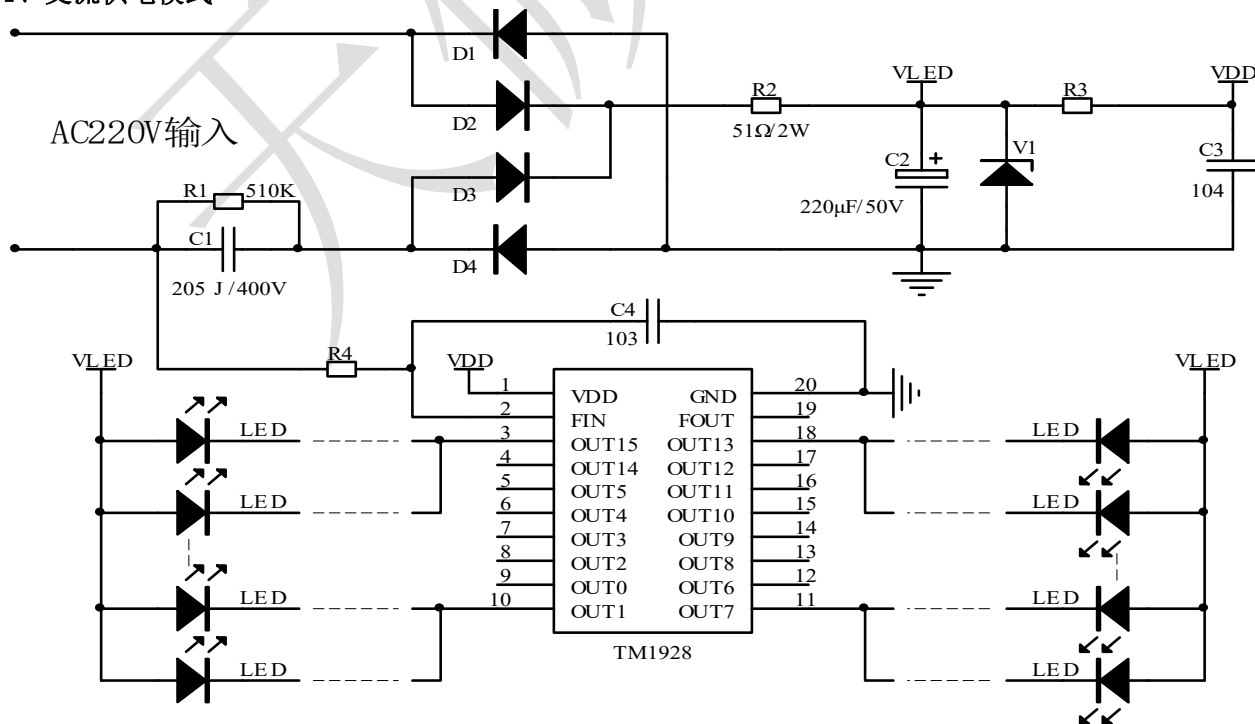 D1
VLED
VDD
R2
R3
D2
51Ω/2W
AC220V输入
V1
C2
+
C3
R1
510K
D3
104
220μF/50V
C1
D4
205 J/400V
C4
103
VLED
R4
VDD
VLED
1
VDD
GND
20
2
FIN
FOUT
19
LED
3
OUT15
OUT13
18
LED
4
OUT14
OUT12
17
5
OUT5
OUT11
16
LED
6
OUT4
OUT10
15
LED
7
OUT3
OUT9
14
8
OUT2
OUT8
13
9
OUT0
OUT6
12
LED
10
OUT1
OUT7
11
LED
TM1928
LED
LED